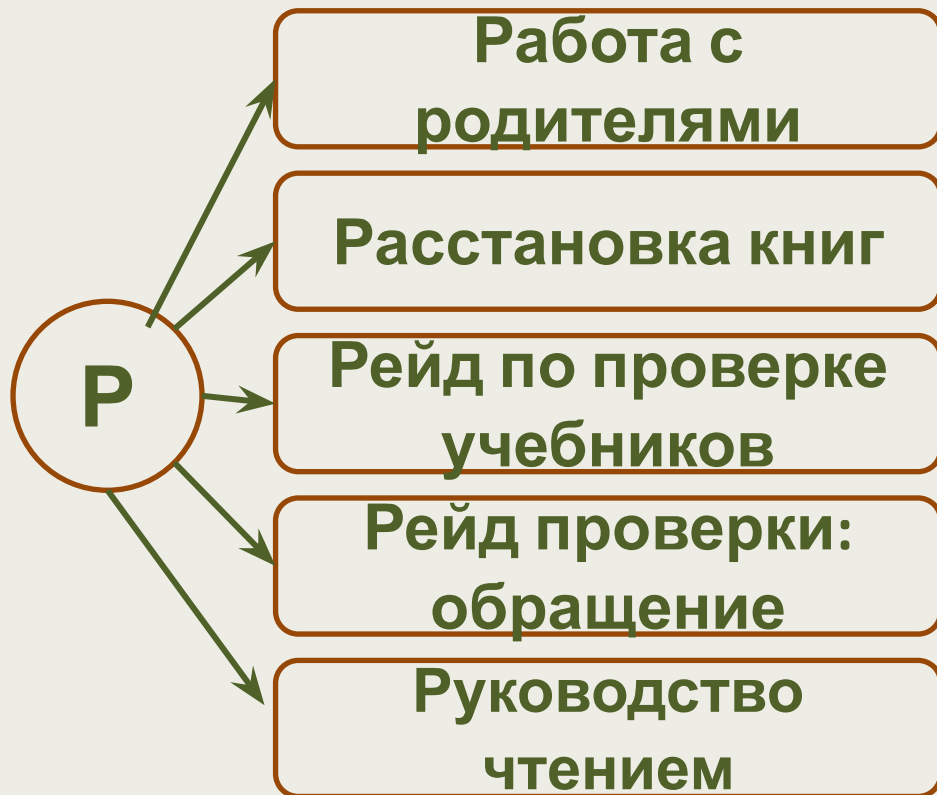 Работа с
родителями
Расстановка книг
Р
Рейд по проверке
учебников
Рейд проверки:
обращение
Руководство
чтением